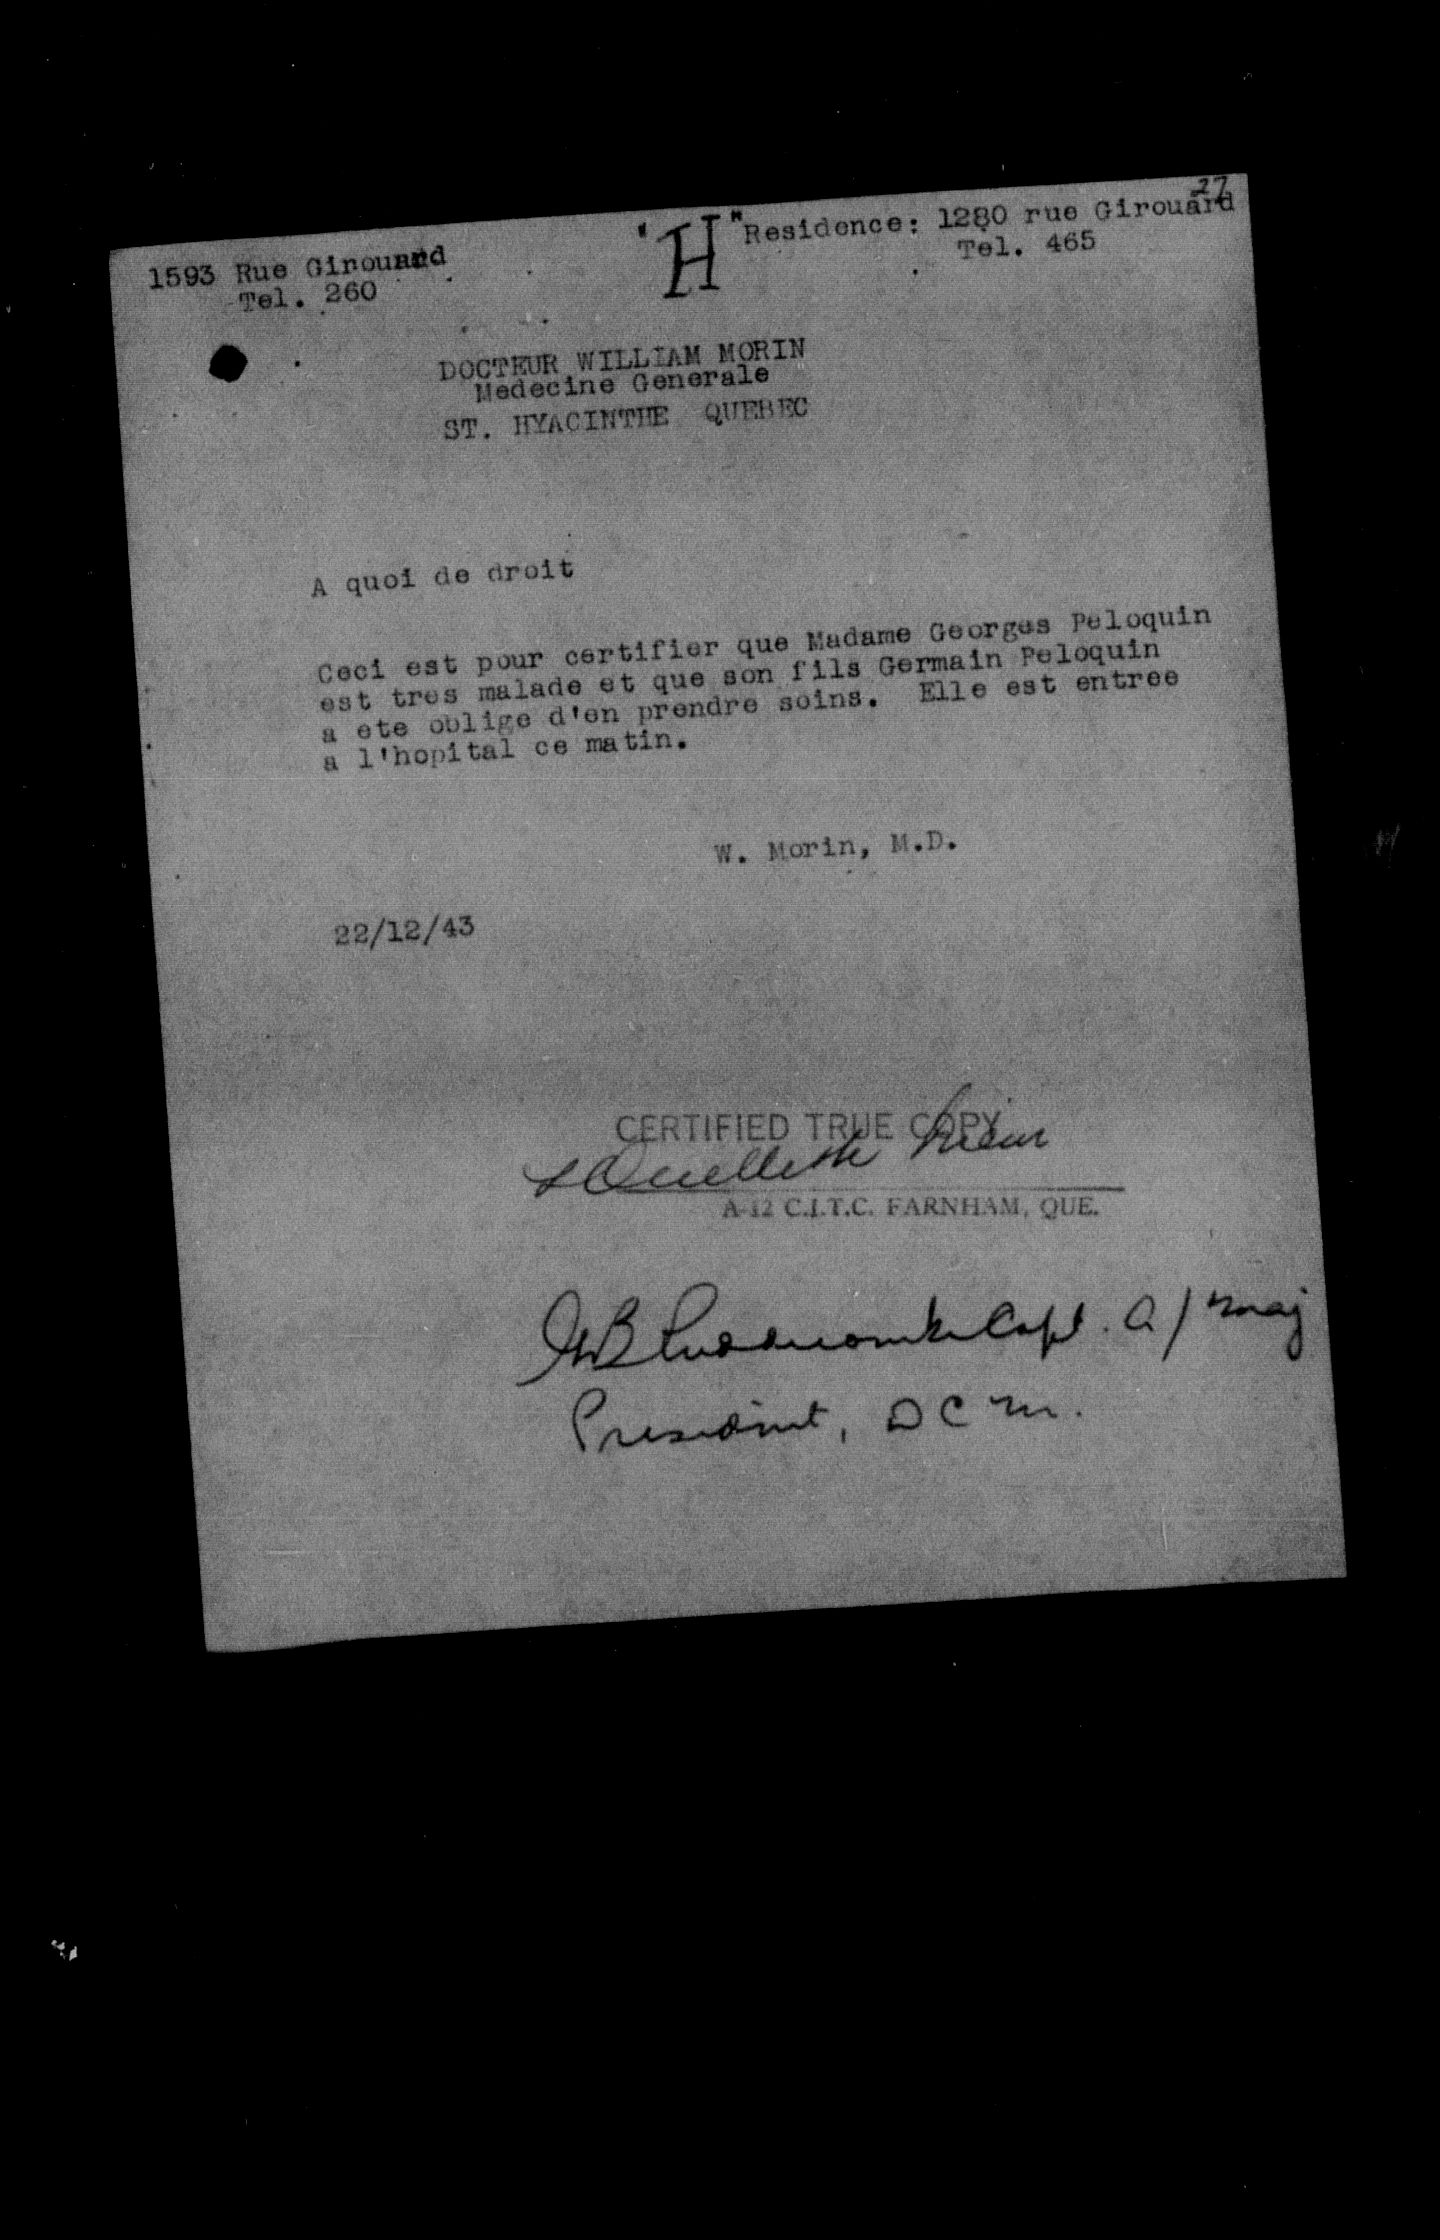 27
"H"
1593 Rue Girouard
Tel. 260
Residence: 1280 rue Girouard
Tel. 465
DOCTEUR WILLIAM MORIN
Medecine Generale
ST. HYACINTHE QUEBEC
A quoi de droit
Ceci est pour certifier que Madame Georges Peloquin
est tres malade et que son fils Germain Peloquin
a ete oblige d'en prendre soins. Elle est entree
a l'hopital ce matin.
W. Morin, M.D.
22/12/43
CERTIFIED TRUE COPY
Ouellette Lieut
A-12 C.I.T.C. FARNHAM, QUE.
Capt. A/Maj
President, DCM.